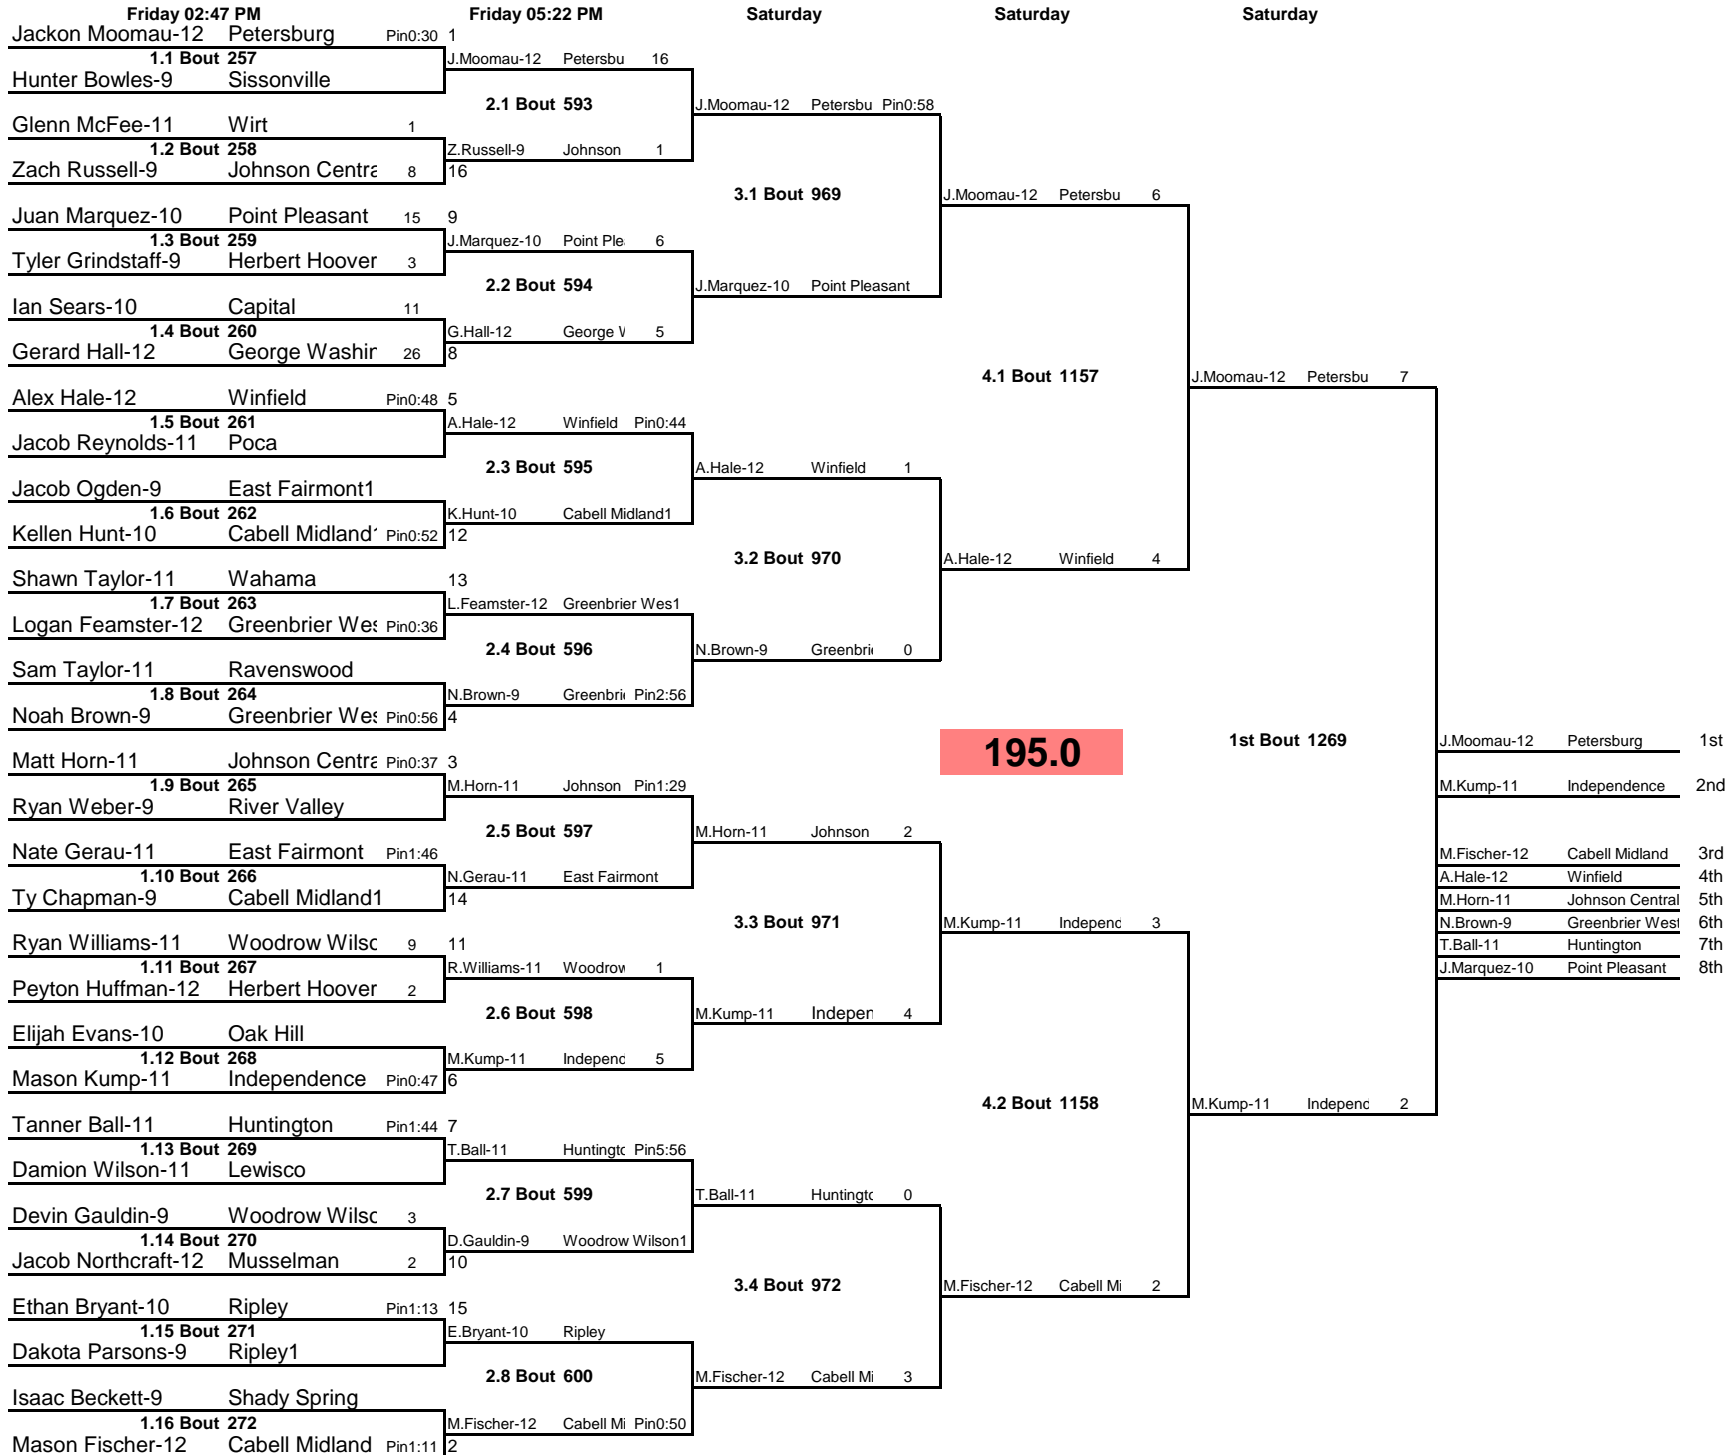 Friday 02:47 PM Friday 05:22 PM Saturday Saturday Saturday
Jackon Moomau-12 Petersburg Pin0:30 1
1.1 Bout 257 J.Moomau-12 Petersbu 16
Hunter Bowles-9 Sissonville
2.1 Bout 593 J.Moomau-12 Petersbu Pin0:58
Glenn McFee-11 Wirt 1
1.2 Bout 258 Z.Russell-9 Johnson 1
Zach Russell-9 Johnson Centra 8 16
3.1 Bout 969 J.Moomau-12 Petersbu 6
Juan Marquez-10 Point Pleasant 15 9
1.3 Bout 259 J.Marquez-10 Point Ple 6
Tyler Grindstaff-9 Herbert Hoover 3
2.2 Bout 594 J.Marquez-10 Point Pleasant
Ian Sears-10 Capital 11
1.4 Bout 260 G.Hall-12 George W 5
Gerard Hall-12 George Washin 26 8
4.1 Bout 1157 J.Moomau-12 Petersbu 7
Alex Hale-12 Winfield Pin0:48 5
1.5 Bout 261 A.Hale-12 Winfield Pin0:44
Jacob Reynolds-11 Poca
2.3 Bout 595 A.Hale-12 Winfield 1
Jacob Ogden-9 East Fairmont1
1.6 Bout 262 K.Hunt-10 Cabell Midland1
Kellen Hunt-10 Cabell Midland1 Pin0:52 12
3.2 Bout 970 A.Hale-12 Winfield 4
Shawn Taylor-11 Wahama 13
1.7 Bout 263 L.Feamster-12 Greenbrier Wes1
Logan Feamster-12 Greenbrier Wes Pin0:36
2.4 Bout 596 N.Brown-9 Greenbri 0
Sam Taylor-11 Ravenswood
1.8 Bout 264 N.Brown-9 Greenbri Pin2:56
Noah Brown-9 Greenbrier Wes Pin0:56 4
195.0 1st Bout 1269 J.Moomau-12 Petersburg 1st
Matt Horn-11 Johnson Centra Pin0:37 3
1.9 Bout 265 M.Horn-11 Johnson Pin1:29 M.Kump-11 Independence 2nd
Ryan Weber-9 River Valley
2.5 Bout 597 M.Horn-11 Johnson 2
Nate Gerau-11 East Fairmont Pin1:46 M.Fischer-12 Cabell Midland 3rd
1.10 Bout 266 N.Gerau-11 East Fairmont A.Hale-12 Winfield 4th
Ty Chapman-9 Cabell Midland1 14 M.Horn-11 Johnson Central 5th
3.3 Bout 971 M.Kump-11 Independ 3 N.Brown-9 Greenbrier West 6th
Ryan Williams-11 Woodrow Wilso 9 11 T.Ball-11 Huntington 7th
1.11 Bout 267 R.Williams-11 Woodrow 1 J.Marquez-10 Point Pleasant 8th
Peyton Huffman-12 Herbert Hoover 2
2.6 Bout 598 M.Kump-11 Indepen 4
Elijah Evans-10 Oak Hill
1.12 Bout 268 M.Kump-11 Independ 5
Mason Kump-11 Independence Pin0:47 6
4.2 Bout 1158 M.Kump-11 Independ 2
Tanner Ball-11 Huntington Pin1:44 7
1.13 Bout 269 T.Ball-11 Huntingto Pin5:56
Damion Wilson-11 Lewisco
2.7 Bout 599 T.Ball-11 Huntingto 0
Devin Gauldin-9 Woodrow Wilso 3
1.14 Bout 270 D.Gauldin-9 Woodrow Wilson1
Jacob Northcraft-12 Musselman 2 10
3.4 Bout 972 M.Fischer-12 Cabell Mi 2
Ethan Bryant-10 Ripley Pin1:13 15
1.15 Bout 271 E.Bryant-10 Ripley
Dakota Parsons-9 Ripley1
2.8 Bout 600 M.Fischer-12 Cabell Mi 3
Isaac Beckett-9 Shady Spring
1.16 Bout 272 M.Fischer-12 Cabell Mi Pin0:50
Mason Fischer-12 Cabell Midland Pin1:11 2